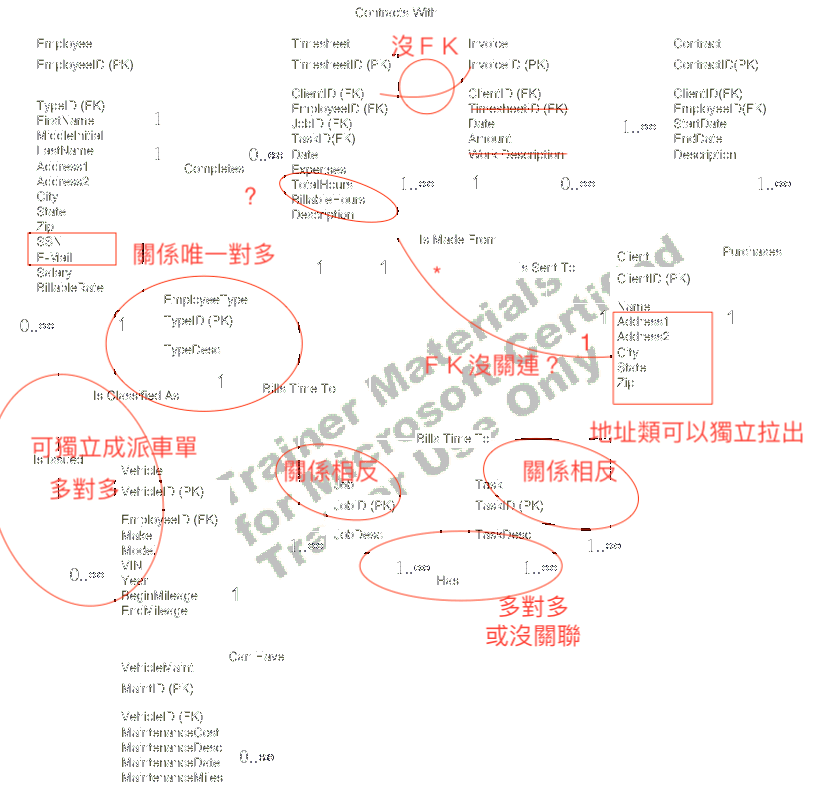 Contracts With
Employee
EmployeeID (PK)
TypeID (FK)
FirstName
MiddleInitial
LastName
Address1
Address2
City
State
Zip
SSN
E-Mail
Salary
BillableRate
1
1
0..∞
Completes
Timesheet
TimesheetID (PK)
ClientID (FK)
EmployeeID (FK)
JobID (FK)
TaskID(FK)
Date
Expenses
TotalHours
BillableHours
Description
沒FK
Invoice
InvoiceID (PK)
ClientID (FK)
TimesheetID (FK)
Date
Amount
Work Description
Contract
ContractID(PK)
ClientID(FK)
EmployeeID(FK)
StartDate
EndDate
Description
1..∞
1..∞
1
0..∞
1..∞
?
關係唯一對多
1
1
Is Made From
*
Is Sent To
Purchases
Client
ClientID (PK)
Name
Address1
Address2
City
State
Zip
1
1
1
FK沒關連?
0..∞
1
EmployeeType
TypeID (PK)
TypeDesc
1
Is Classified As
Bills Time To
地址類可以獨立拉出
Trainer Materials
for Microsoft Certified
Trainer Use Only
可獨立成派車單
多對多
Is Issued
Vehicle
VehicleID (PK)
EmployeeID (FK)
Make
Model
VIN
Year
BeginMileage
EndMileage
0..∞
1
Bills Time To
關係相反
Job
JobID (PK)
JobDesc
1..∞
關係相反
Task
TaskID (PK)
TaskDesc
1..∞
1..∞
1..∞
Has
多對多
或沒關聯
Can Have
VehicleMaint
MaintID (PK)
VehicleID (FK)
MaintenanceCost
MaintenanceDesc
MaintenanceDate
MaintenanceMiles
0..∞